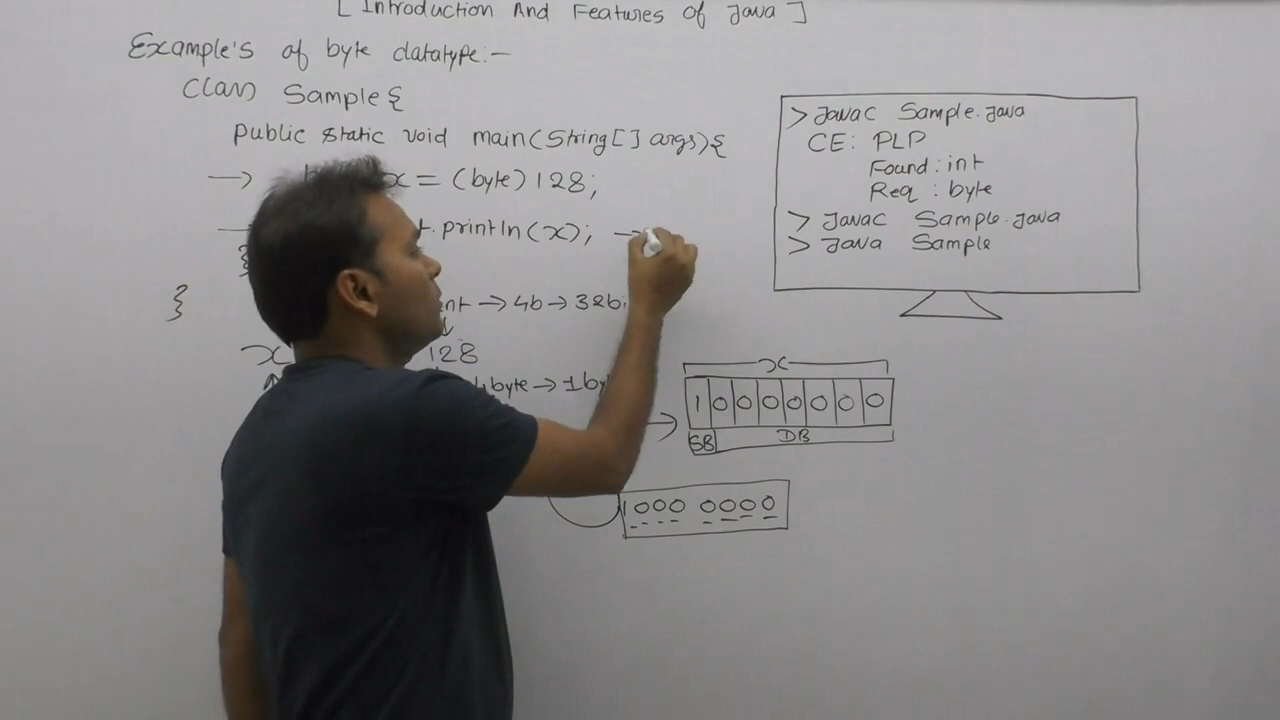 [ Introduction And Features Of Java ]
Example's of byte datatype:-
Class Sample {
public static void main(String[] args){
→ x = (byte) 128;
.println(x); →
}
}
→ 4b → 32b
x 128
byte → 1by
> Javac Sample.java
CE: PLP
Found : int
Req : byte
> Javac Sample.java
> Java Sample
x
1 0 0 0 0 0 0 0
SB DB
1000 0000